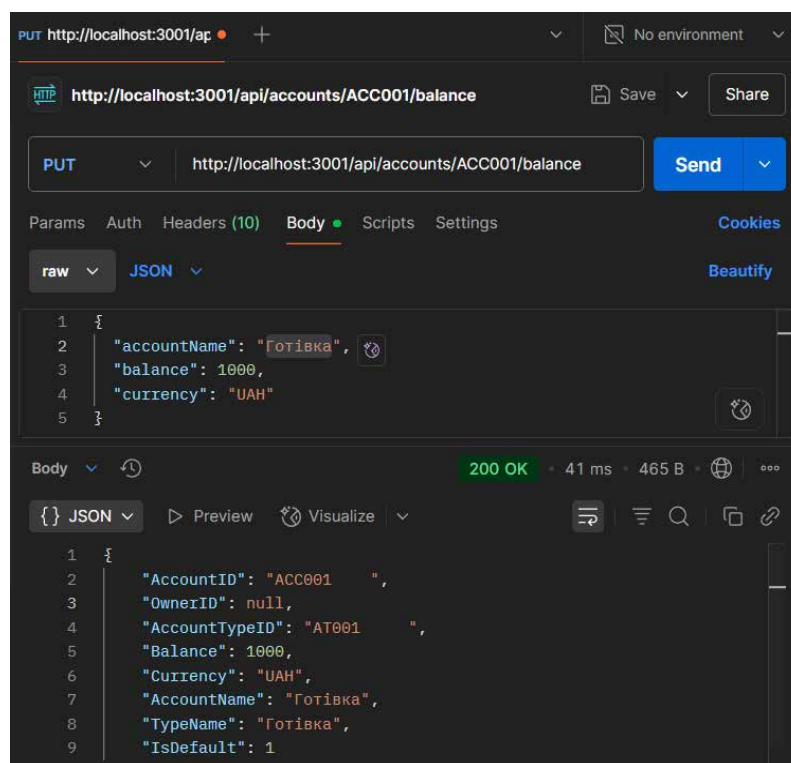 PUT http://localhost:3001/ap
No environment
HTTP http://localhost:3001/api/accounts/ACC001/balance Save Share
PUT http://localhost:3001/api/accounts/ACC001/balance Send
Params Auth Headers (10) Body Scripts Settings Cookies
raw JSON Beautify
1 {
2 "accountName": "Готівка",
3 "balance": 1000,
4 "currency": "UAH"
5 }
Body 200 OK 41 ms 465 B
{} JSON Preview Visualize
1 {
2 "AccountID": "ACC001    ",
3 "OwnerID": null,
4 "AccountTypeID": "AT001     ",
5 "Balance": 1000,
6 "Currency": "UAH",
7 "AccountName": "Готівка",
8 "TypeName": "Готівка",
9 "IsDefault": 1